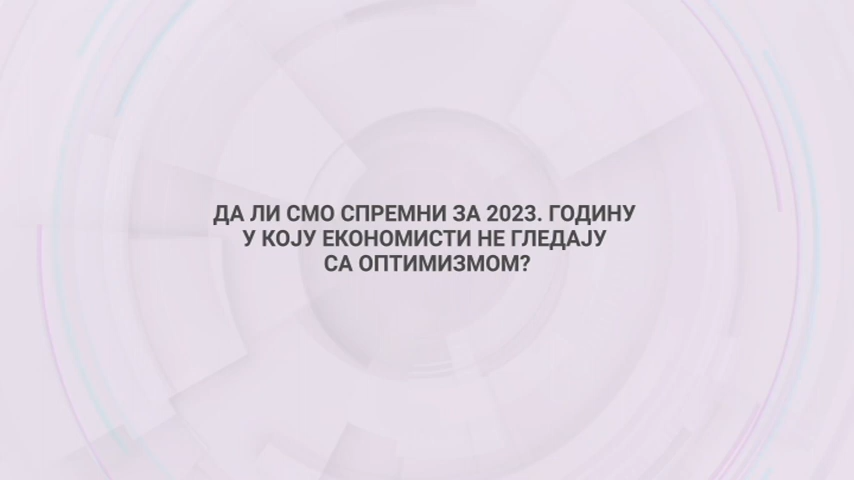 ДА ЛИ СМО СПРЕМНИ ЗА 2023. ГОДИНУ
У КОЈУ ЕКОНОМИСТИ НЕ ГЛЕДАЈУ
СА ОПТИМИЗМОМ?